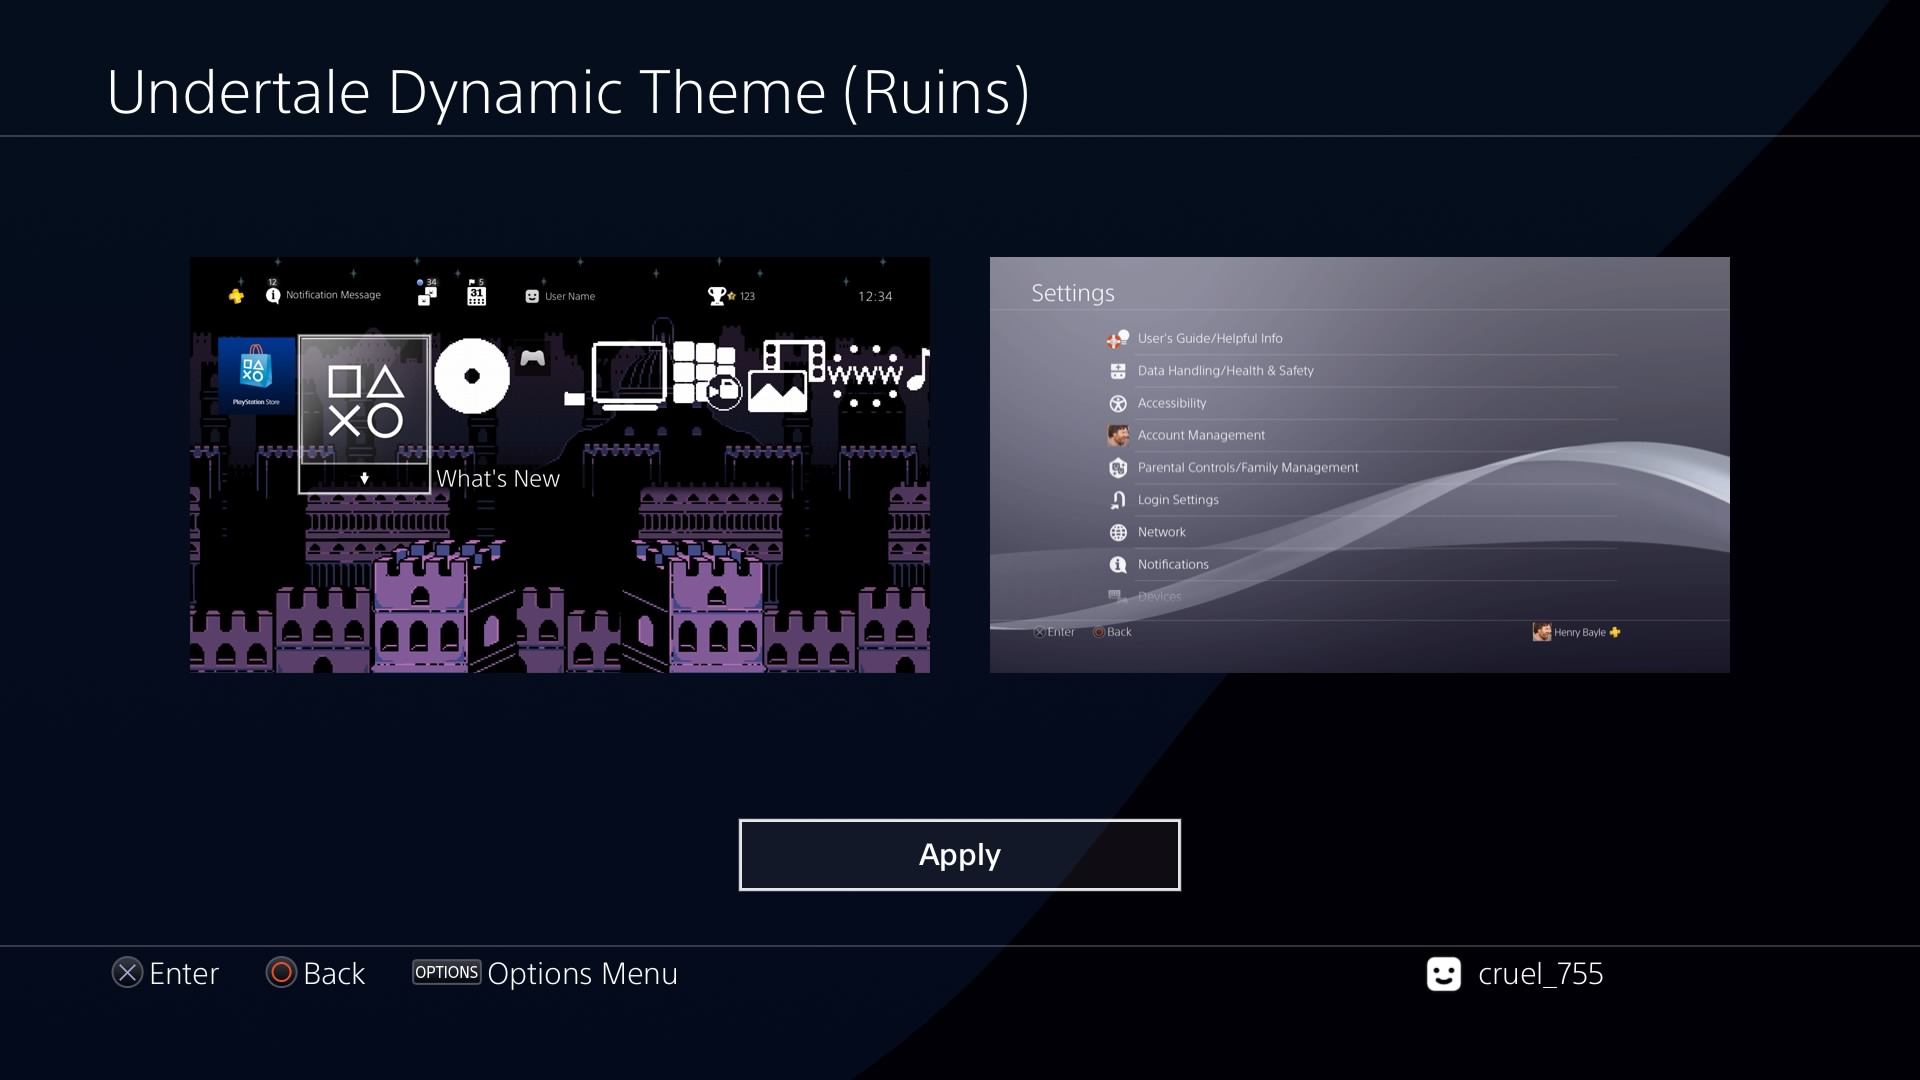 Undertale Dynamic Theme (Ruins)
12
Notification Message
34
5
31
User Name
123
12:34
PlayStation Store
What's New
www
Settings
User's Guide/Helpful Info
Data Handling/Health & Safety
Accessibility
Account Management
Parental Controls/Family Management
Login Settings
Network
Notifications
Devices
Enter Back
Henry Bayle
Apply
Enter Back OPTIONS Options Menu
cruel_755